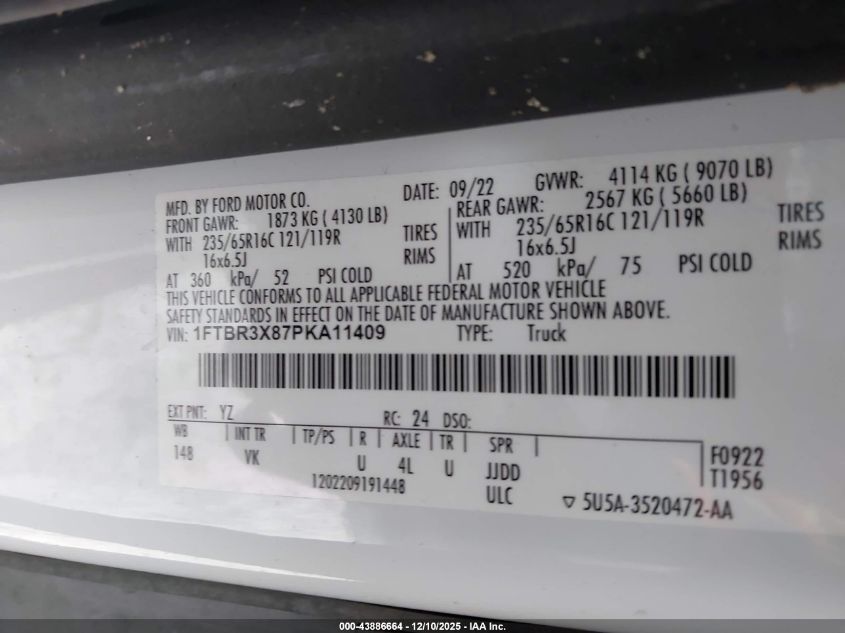 MFD. BY FORD MOTOR CO. DATE: 09/22 GVWR: 4114 KG ( 9070 LB)
FRONT GAWR: 1873 KG ( 4130 LB) REAR GAWR: 2567 KG ( 5660 LB)
WITH 235/65R16C 121/119R TIRES WITH 235/65R16C 121/119R TIRES
16x6.5J RIMS 16x6.5J RIMS
AT 360 kPa/ 52 PSI COLD AT 520 kPa/ 75 PSI COLD
THIS VEHICLE CONFORMS TO ALL APPLICABLE FEDERAL MOTOR VEHICLE
SAFETY STANDARDS IN EFFECT ON THE DATE OF MANUFACTURE SHOWN ABOVE.
VIN: 1FTBR3X87PKA11409 TYPE: Truck
EXT PNT: YZ RC: 24 DSO:
WB INT TR TP/PS R AXLE TR SPR F0922
148 VK U 4L U JJDD T1956
1202209191448 ULC ▽ 5U5A-3520472-AA
000-43886664 - 12/10/2025 - IAA Inc.